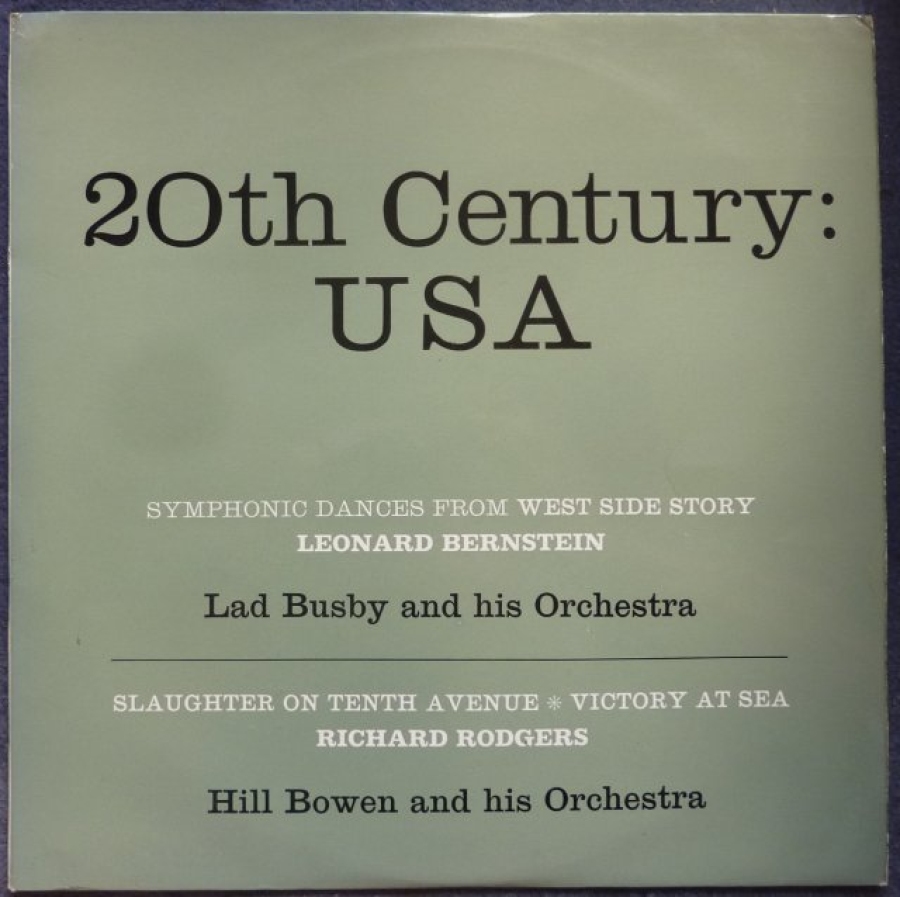 20th Century:
USA
SYMPHONIC DANCES FROM WEST SIDE STORY
LEONARD BERNSTEIN
Lad Busby and his Orchestra
SLAUGHTER ON TENTH AVENUE ✻ VICTORY AT SEA
RICHARD RODGERS
Hill Bowen and his Orchestra